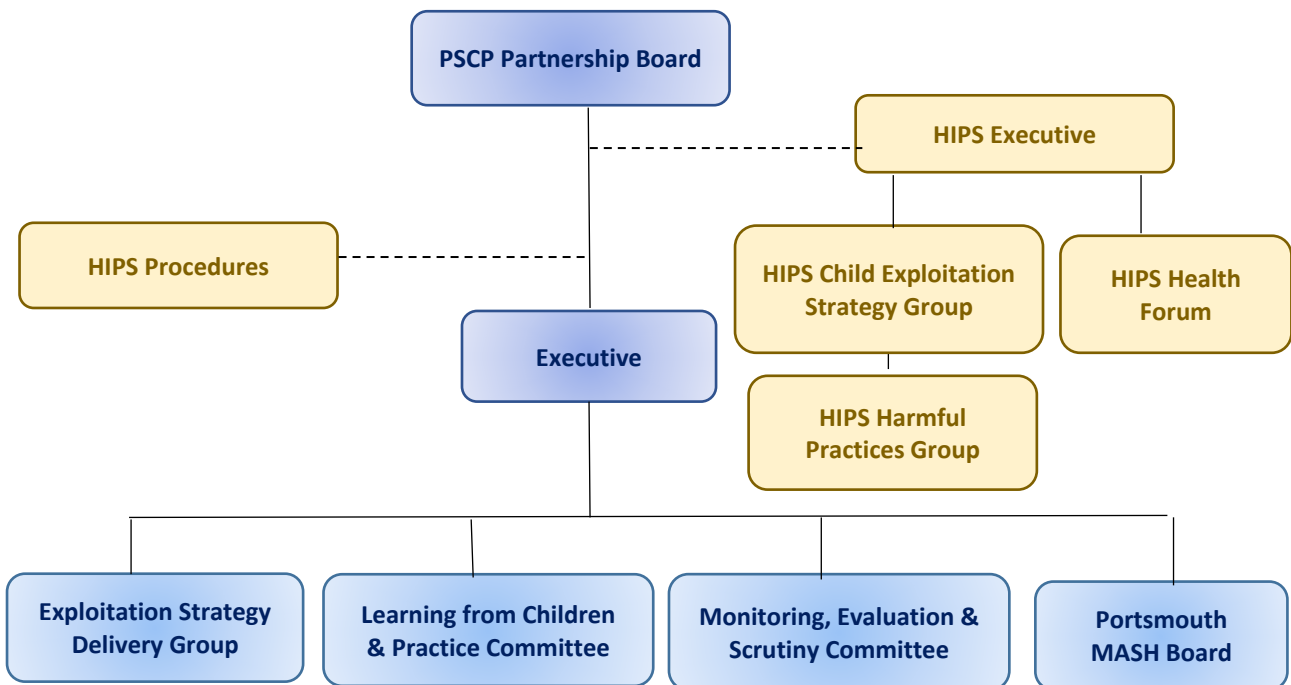 PSCP Partnership Board
HIPS Executive
HIPS Procedures
HIPS Child Exploitation
Strategy Group
HIPS Health
Forum
Executive
HIPS Harmful
Practices Group
Exploitation Strategy
Delivery Group
Learning from Children
& Practice Committee
Monitoring, Evaluation &
Scrutiny Committee
Portsmouth
MASH Board